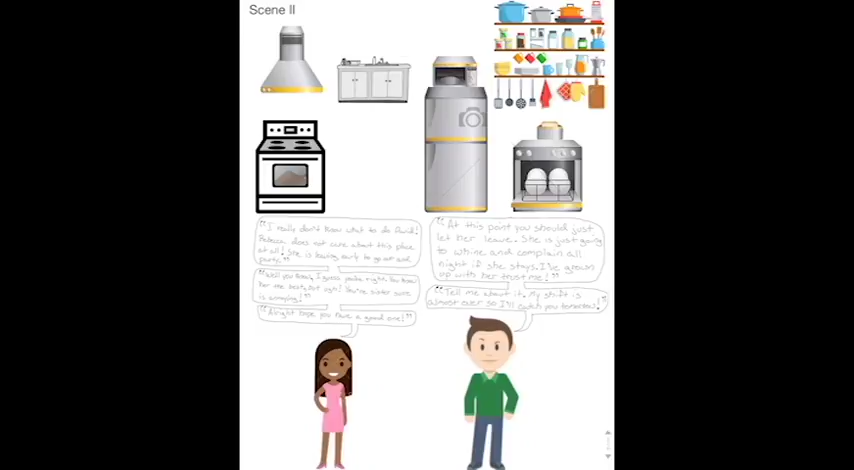 Scene II
"I really don't know what to do David!
Rebecca does not care about this place
at all! She is leaving early to go out and
party."
"Well you know, I guess you're right. You know
her the best, but ugh! You're sister sure
is annoying!"
"Alright hope you have a good one!"
"At this point you should just
let her leave. She is just going
to whine and complain all
night if she stays. I've grown
up with her trust me!"
"Tell me about it. My shift is
almost over so I'll catch you tomorrow!"